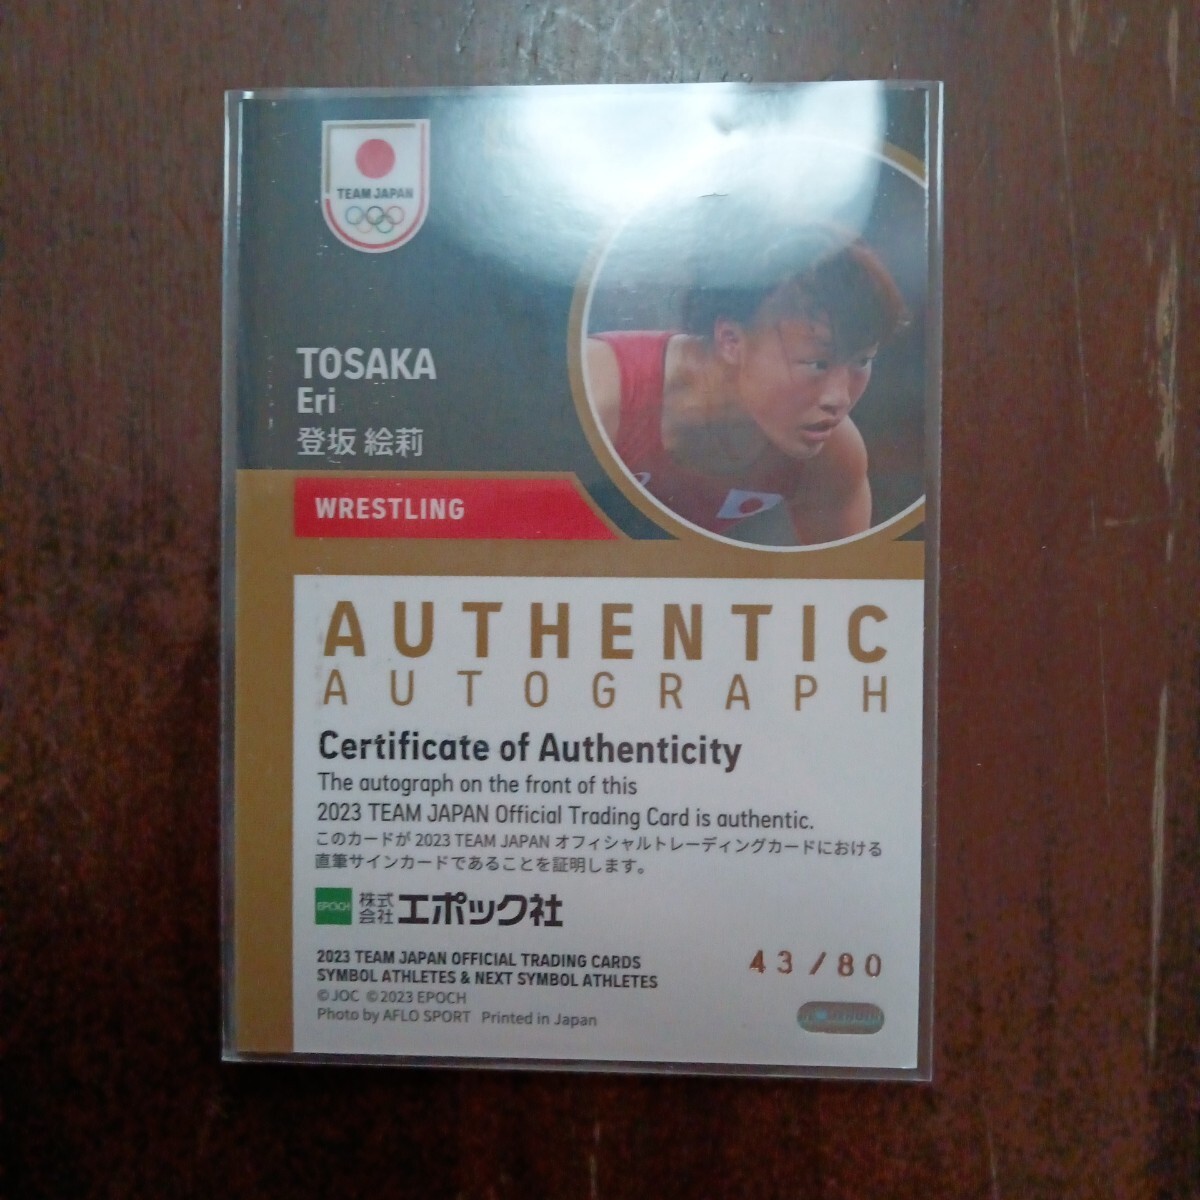 TEAM JAPAN
TOSAKA
Eri
登坂 絵莉
WRESTLING
AUTHENTIC
AUTOGRAPH
Certificate of Authenticity
The autograph on the front of this
2023 TEAM JAPAN Official Trading Card is authentic.
このカードが 2023 TEAM JAPAN オフィシャルトレーディングカードにおける
直筆サインカードであることを証明します。
EPOCH 株式会社 エポック社
2023 TEAM JAPAN OFFICIAL TRADING CARDS
SYMBOL ATHLETES & NEXT SYMBOL ATHLETES
©JOC ©2023 EPOCH
Photo by AFLO SPORT Printed in Japan
43/80